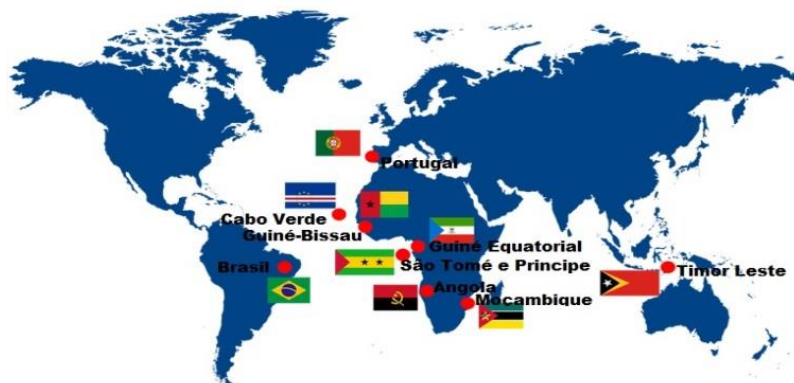 Portugal
Cabo Verde
Guiné-Bissau
Guiné Equatorial
São Tomé e Principe
Brasil
Timor Leste
Angola
Moçambique